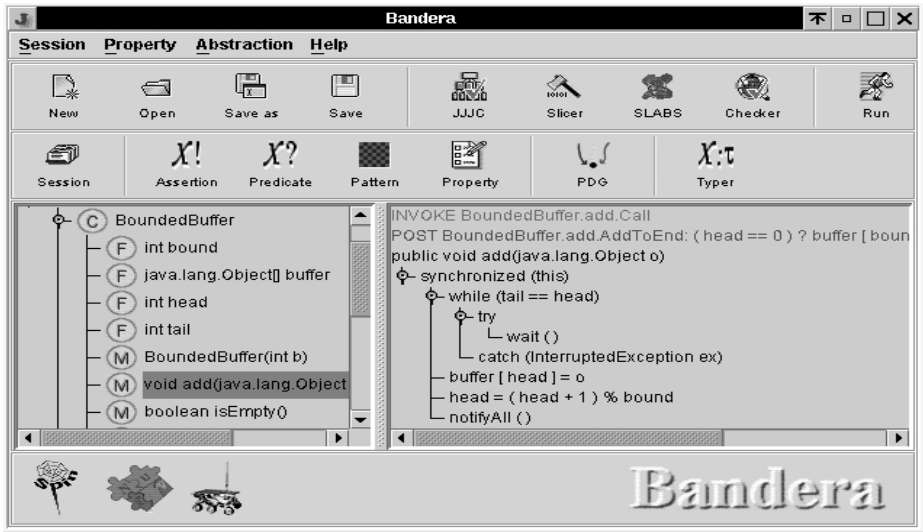 Bandera
Session Property Abstraction Help
New Open Save as Save JJJC Slicer SLABS Checker Run
Session Assertion Predicate Pattern Property PDG Typer
X! X? X:τ
C BoundedBuffer
F int bound
F java.lang.Object[] buffer
F int head
F int tail
M BoundedBuffer(int b)
M void add(java.lang.Object
M boolean isEmpty()
INVOKE BoundedBuffer.add.Call
POST BoundedBuffer.add.AddToEnd: ( head == 0 ) ? buffer [ boun
public void add(java.lang.Object o)
synchronized (this)
while (tail == head)
try
wait ()
catch (InterruptedException ex)
buffer [ head ] = o
head = ( head + 1 ) % bound
notifyAll ()
SPIN
Bandera